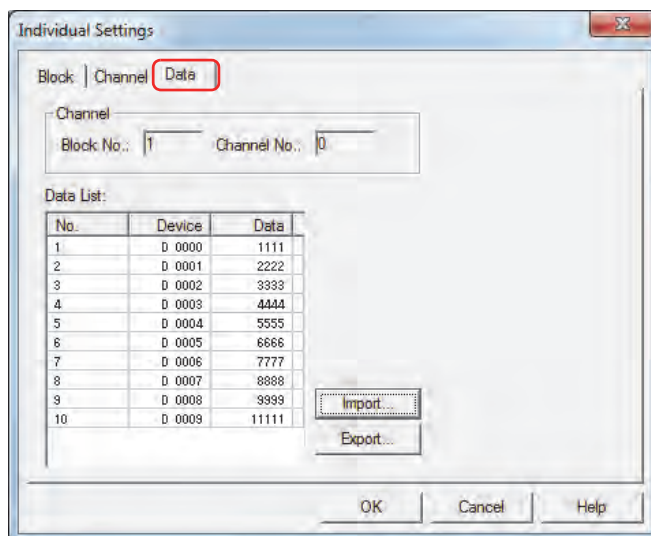 Individual Settings
Block Channel Data
Channel
Block No.: 1 Channel No.: 0
Data List:
No. Device Data
1 D 0000 1111
2 D 0001 2222
3 D 0002 3333
4 D 0003 4444
5 D 0004 5555
6 D 0005 6666
7 D 0006 7777
8 D 0007 8888
9 D 0008 9999
10 D 0009 11111
Import...
Export...
OK Cancel Help